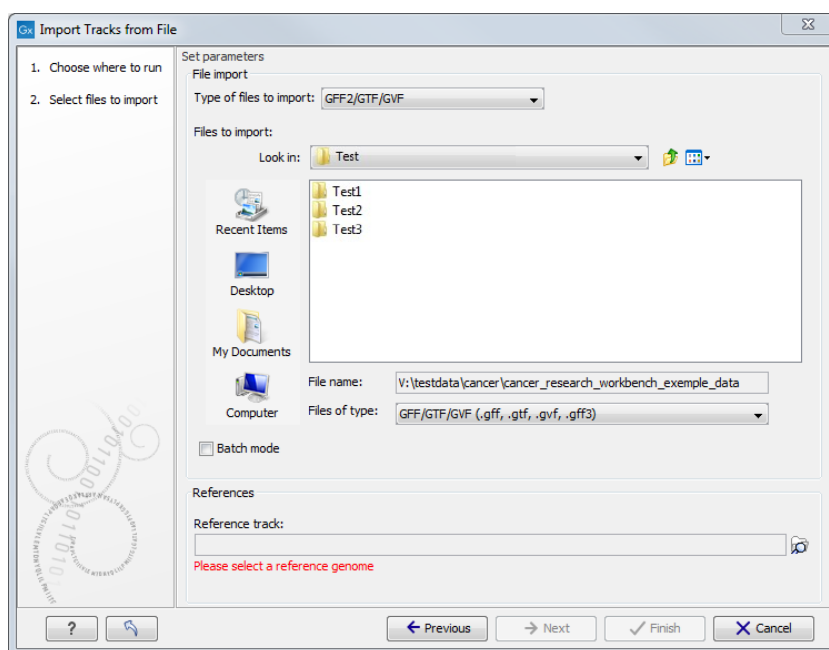 Gx Import Tracks from File
1. Choose where to run
2. Select files to import
Set parameters
File import
Type of files to import: GFF2/GTF/GVF
Files to import:
Look in: Test
Test1
Test2
Test3
Recent Items
Desktop
My Documents
Computer
File name: V:\testdata\cancer\cancer_research_workbench_exemple_data
Files of type: GFF/GTF/GVF (.gff, .gtf, .gvf, .gff3)
Batch mode
References
Reference track:
Please select a reference genome
? Previous Next Finish Cancel